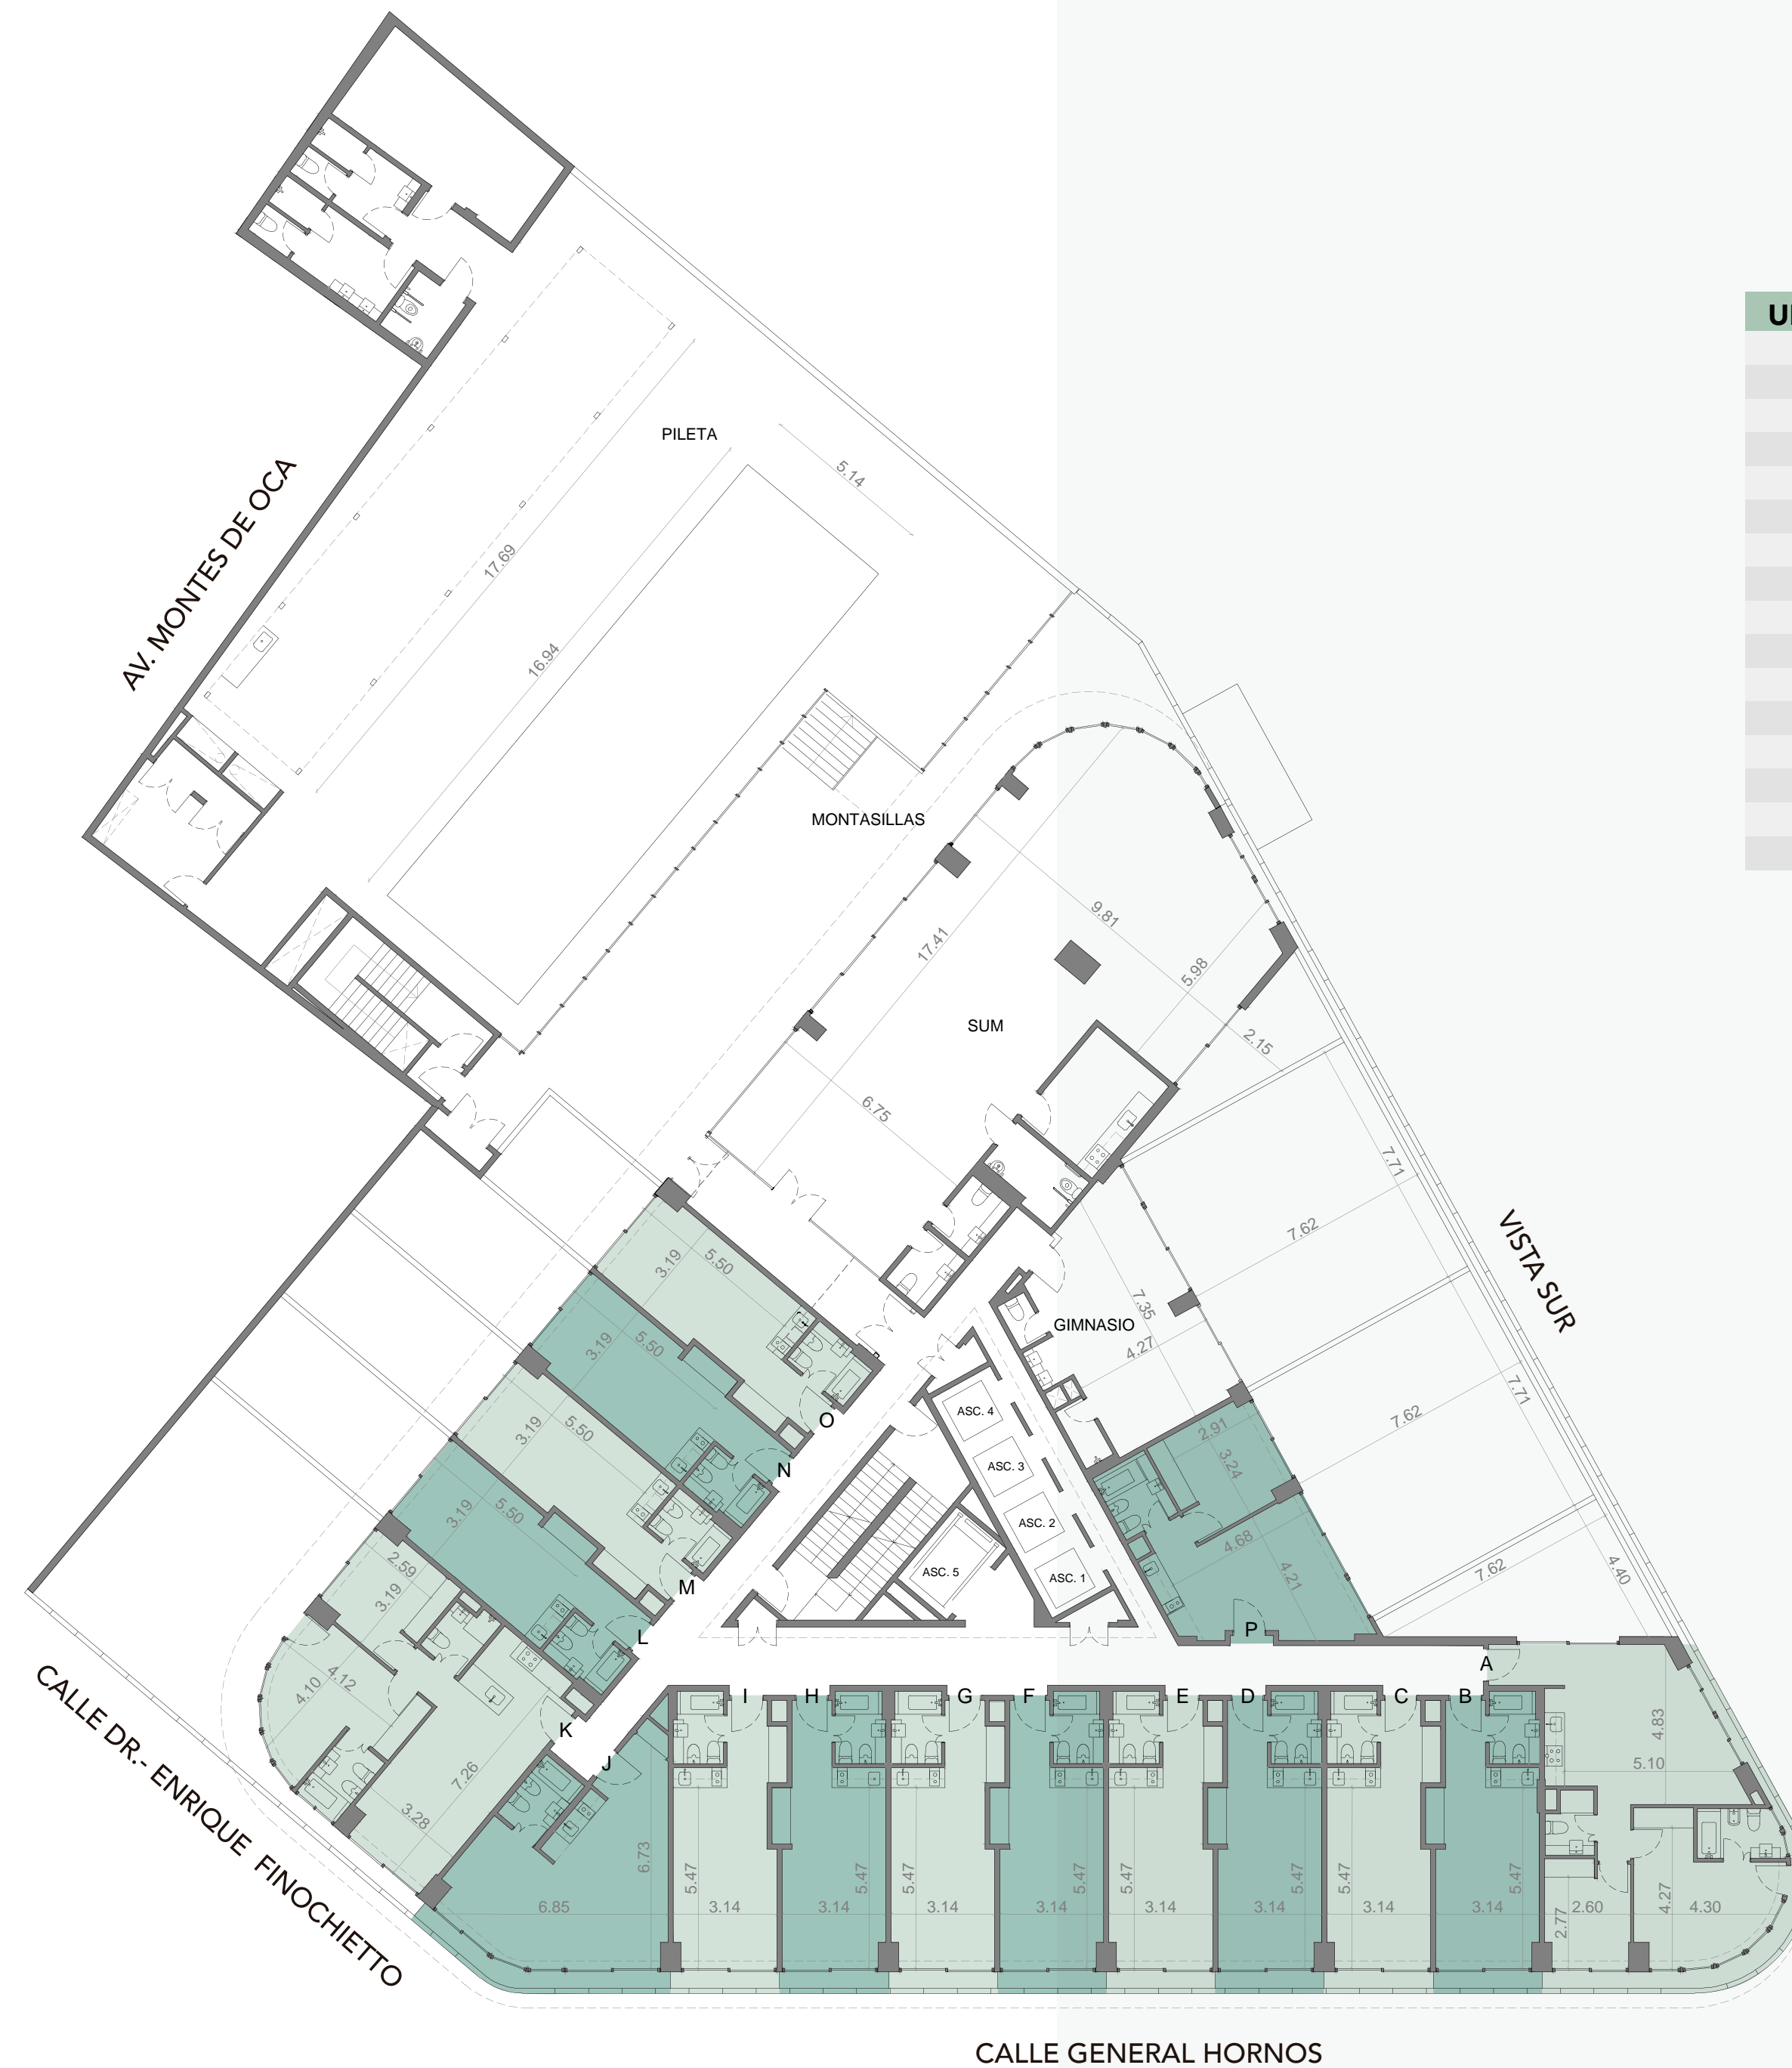 U
PILETA
5.14
AV. MONTES DE OCA
17.69
16.94
MONTASILLAS
9.81
17.41
5.98
SUM
2.15
6.75
7.71
7.62
VISTA SUR
5.50
3.19
7.35
GIMNASIO
4.27
3.19
5.50
7.71
7.62
O
ASC. 4
2.91
3.19
5.50
N
ASC. 3
3.24
3.19
5.50
ASC. 2
4.68
M
ASC. 5
ASC. 1
4.21
7.62
4.40
2.59
3.19
L
P
A
4.12
4.10
I
H
G
F
E
D
C
B
K
J
CALLE DR.- ENRIQUE FINOCHIETTO
7.26
3.28
4.83
5.10
6.73
5.47
5.47
5.47
5.47
5.47
5.47
5.47
5.47
6.85
3.14
3.14
3.14
3.14
3.14
3.14
3.14
3.14
2.77
2.60
4.27
4.30
CALLE GENERAL HORNOS